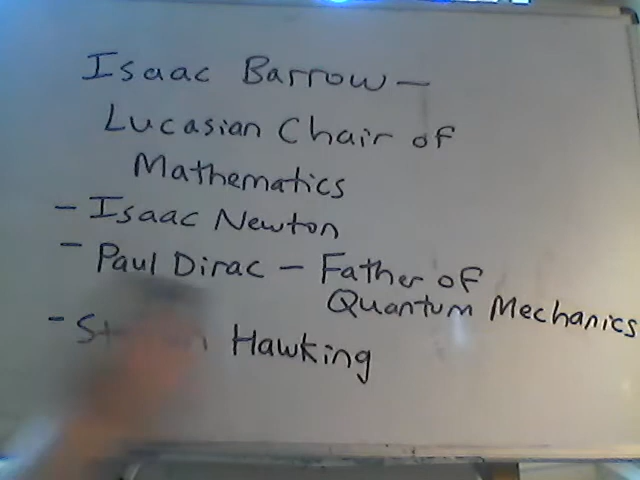 Isaac Barrow -
Lucasian Chair of
Mathematics
- Isaac Newton
- Paul Dirac - Father of
Quantum Mechanics
- Hawking